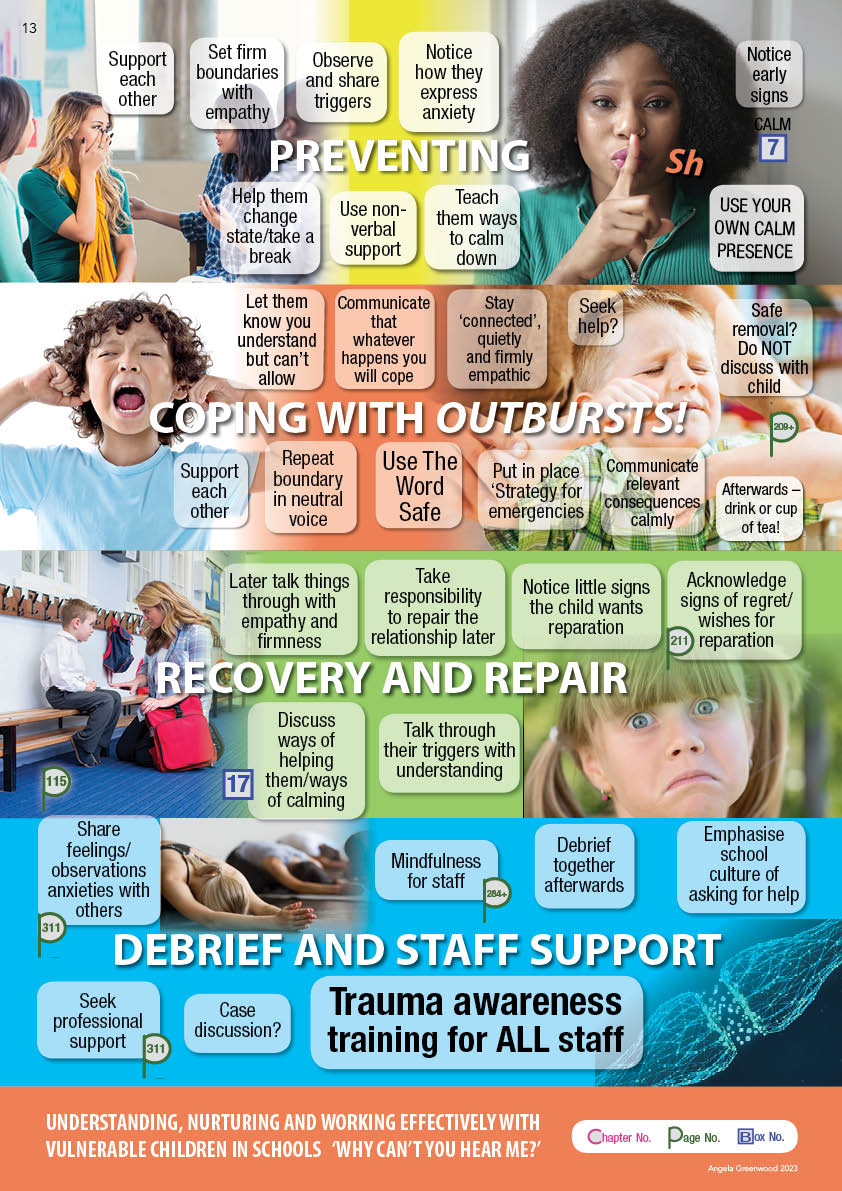 13
Support
each
other
Set firm
boundaries
with
empathy
Observe
and share
triggers
Notice
how they
express
anxiety
Notice
early
signs
CALM
7
PREVENTING
Sh
Help them
change
state/take a
break
Use non-
verbal
support
Teach
them ways
to calm
down
USE YOUR
OWN CALM
PRESENCE
Let them
know you
understand
but can't
allow
Communicate
that
whatever
happens you
will cope
Stay
‘connected’,
quietly
and firmly
empathic
Seek
help?
Safe
removal?
Do NOT
discuss with
child
209+
COPING WITH OUTBURSTS!
Support
each
other
Repeat
boundary
in neutral
voice
Use The
Word
Safe
Put in place
‘Strategy for
emergencies
Communicate
relevant
consequences
calmly
Afterwards –
drink or cup
of tea!
Later talk things
through with
empathy and
firmness
Take
responsibility
to repair the
relationship later
Notice little signs
the child wants
reparation
Acknowledge
signs of regret/
wishes for
reparation
211
RECOVERY AND REPAIR
115
17
Discuss
ways of
helping
them/ways
of calming
Talk through
their triggers with
understanding
Share
feelings/
observations
anxieties with
others
311
Mindfulness
for staff
284+
Debrief
together
afterwards
Emphasise
school
culture of
asking for help
DEBRIEF AND STAFF SUPPORT
Seek
professional
support
311
Case
discussion?
Trauma awareness
training for ALL staff
UNDERSTANDING, NURTURING AND WORKING EFFECTIVELY WITH
VULNERABLE CHILDREN IN SCHOOLS ‘WHY CAN'T YOU HEAR ME?’
Chapter No. Page No. Box No.
Angela Greenwood 2023